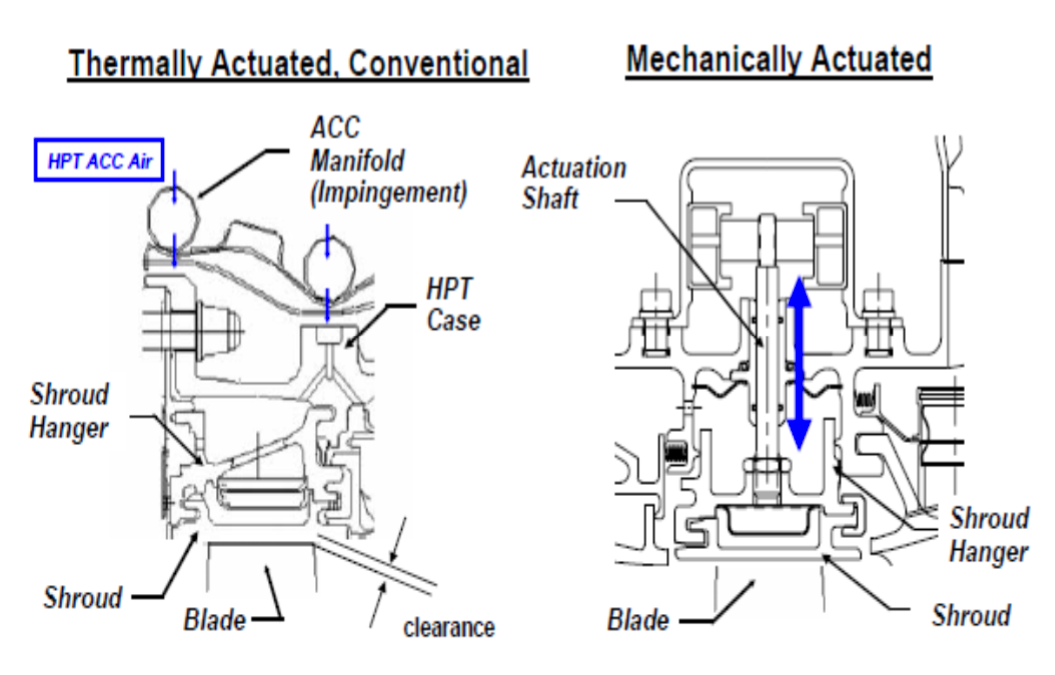 Thermally Actuated, Conventional
HPT ACC Air
ACC
Manifold
(Impingement)
HPT
Case
Shroud
Hanger
Shroud
Blade
clearance
Mechanically Actuated
Actuation
Shaft
Shroud
Hanger
Blade
Shroud